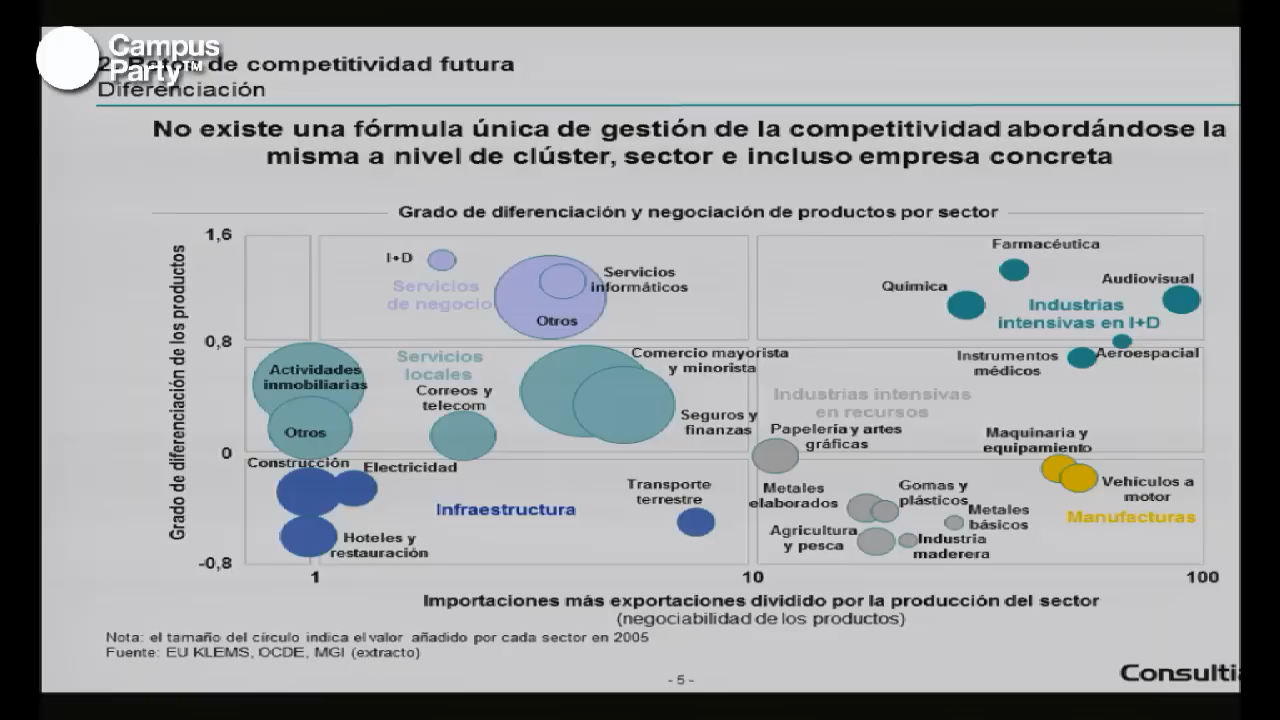 Campus
Party™
2. Retos de competitividad futura
Diferenciación
No existe una fórmula única de gestión de la competitividad abordándose la
misma a nivel de clúster, sector e incluso empresa concreta
Grado de diferenciación y negociación de productos por sector
Grado de diferenciación de los productos
1,6
0,8
0
-0,8
I+D
Servicios
de negocio
Servicios
informáticos
Otros
Farmacéutica
Química
Audiovisual
Industrias
intensivas en I+D
Instrumentos
médicos
Aeroespacial
Actividades
inmobiliarias
Otros
Servicios
locales
Correos y
telecom
Comercio mayorista
y minorista
Seguros y
finanzas
Industrias intensivas
en recursos
Papelería y artes
gráficas
Maquinaria y
equipamiento
Construcción
Electricidad
Infraestructura
Hoteles y
restauración
Transporte
terrestre
Metales
elaborados
Gomas y
plásticos
Metales
básicos
Agricultura
y pesca
Industria
maderera
Vehículos a
motor
Manufacturas
1
10
100
Importaciones más exportaciones dividido por la producción del sector
(negociabilidad de los productos)
Nota: el tamaño del círculo indica el valor añadido por cada sector en 2005
Fuente: EU KLEMS, OCDE, MGI (extracto)
- 5 -
Consulti